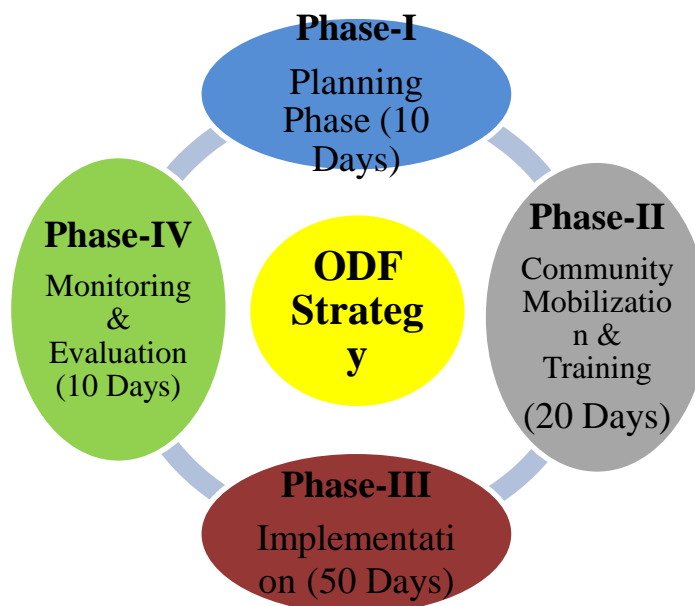 Phase-I
Planning
Phase (10
Days)
Phase-II
Community
Mobilizatio
n &
Training
(20 Days)
Phase-III
Implementati
on (50 Days)
Phase-IV
Monitoring
&
Evaluation
(10 Days)
ODF
Strateg
y